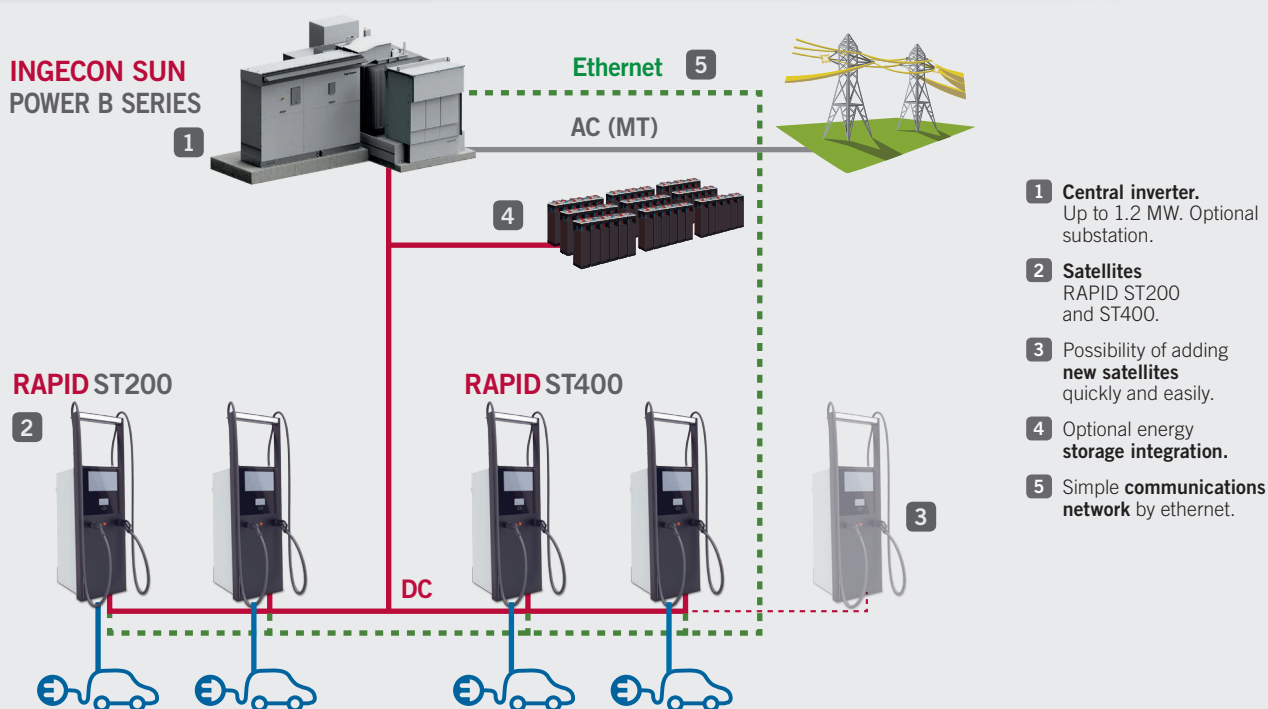 INGECON SUN
POWER B SERIES
1
Ethernet 5
AC (MT)
4
RAPID ST200
2
RAPID ST400
3
DC
1 Central inverter.
Up to 1.2 MW. Optional
substation.
2 Satellites
RAPID ST200
and ST400.
3 Possibility of adding
new satellites
quickly and easily.
4 Optional energy
storage integration.
5 Simple communications
network by ethernet.